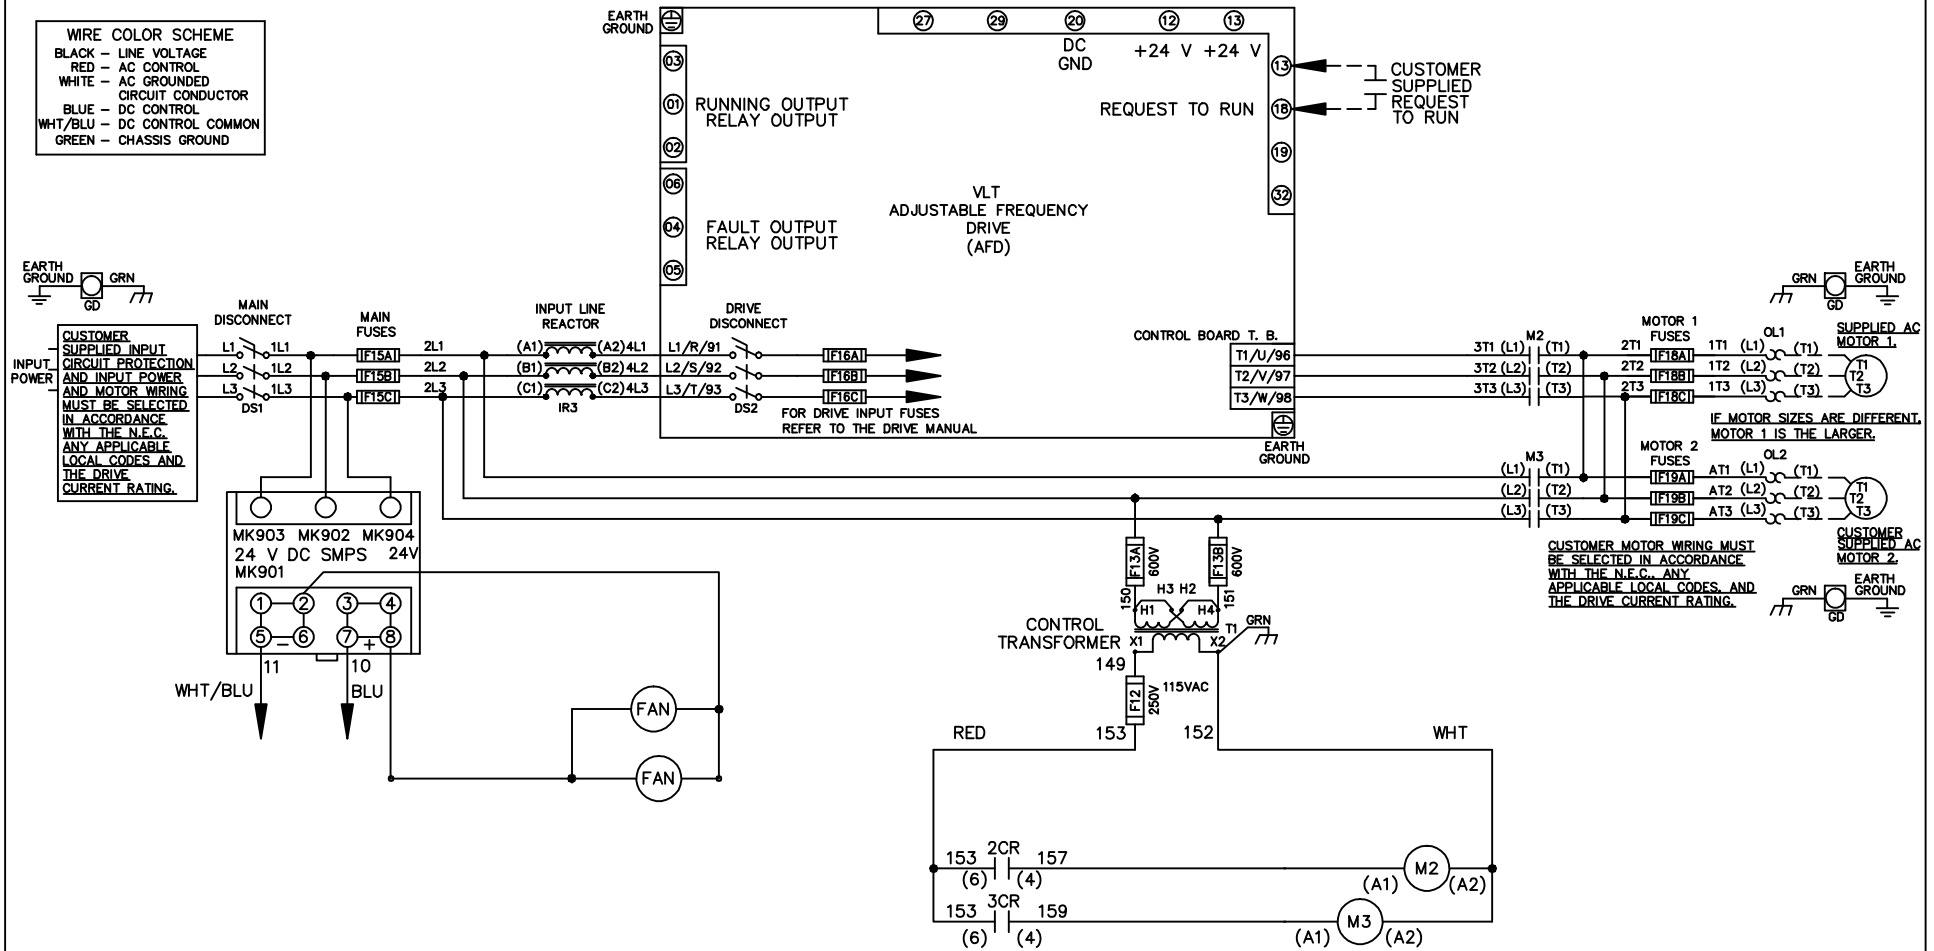 WIRE COLOR SCHEME
BLACK – LINE VOLTAGE
RED – AC CONTROL
WHITE – AC GROUNDED
CIRCUIT CONDUCTOR
BLUE – DC CONTROL
WHT/BLU – DC CONTROL COMMON
GREEN – CHASSIS GROUND
EARTH
GROUND
27 29 20 12 13
DC
GND
+24 V +24 V
03
01
02
RUNNING OUTPUT
RELAY OUTPUT
06
04
05
FAULT OUTPUT
RELAY OUTPUT
VLT
ADJUSTABLE FREQUENCY
DRIVE
(AFD)
REQUEST TO RUN
13
18
19
32
CUSTOMER
SUPPLIED
REQUEST
TO RUN
EARTH
GROUND
GRN
GD
INPUT
POWER
CUSTOMER
SUPPLIED INPUT
CIRCUIT PROTECTION
AND INPUT POWER
AND MOTOR WIRING
MUST BE SELECTED
IN ACCORDANCE
WITH THE N.E.C.
ANY APPLICABLE
LOCAL CODES AND
THE DRIVE
CURRENT RATING.
MAIN
DISCONNECT
L1 1L1
L2 1L2
L3 1L3
DS1
MAIN
FUSES
F15A
F15B
F15C
2L1
2L2
2L3
INPUT LINE
REACTOR
(A1) (A2) 4L1
(B1) (B2) 4L2
(C1) (C2) 4L3
IR3
L1/R/91
L2/S/92
L3/T/93
DRIVE
DISCONNECT
DS2
F16A
F16B
F16C
FOR DRIVE INPUT FUSES
REFER TO THE DRIVE MANUAL
CONTROL BOARD T. B.
T1/U/96
T2/V/97
T3/W/98
EARTH
GROUND
M2
3T1 (L1) (T1)
3T2 (L2) (T2)
3T3 (L3) (T3)
MOTOR 1
FUSES
2T1 F18A 1T1 (L1)
2T2 F18B 1T2 (L2)
2T3 F18C 1T3 (L3)
OL1
(T1)
(T2)
(T3)
T1
T2
T3
GRN
GD
EARTH
GROUND
SUPPLIED AC
MOTOR 1.
IF MOTOR SIZES ARE DIFFERENT,
MOTOR 1 IS THE LARGER.
M3
(L1) (T1)
(L2) (T2)
(L3) (T3)
MOTOR 2
FUSES
F19A AT1 (L1)
F19B AT2 (L2)
F19C AT3 (L3)
OL2
(T1)
(T2)
(T3)
T1
T2
T3
CUSTOMER
SUPPLIED AC
MOTOR 2.
CUSTOMER MOTOR WIRING MUST
BE SELECTED IN ACCORDANCE
WITH THE N.E.C., ANY
APPLICABLE LOCAL CODES, AND
THE DRIVE CURRENT RATING.
GRN
GD
EARTH
GROUND
MK903 MK902 MK904
24 V DC SMPS 24V
MK901
1 2 3 4
5 – 6 7 + 8
11
10
WHT/BLU
BLU
FAN
FAN
F13A
600V
F13B
600V
150
151
H3 H2
H1 H4
CONTROL
TRANSFORMER
X1 X2
T1
GRN
149
F12
250V
115VAC
153
152
RED
WHT
153 2CR 157
(6) (4)
M2
(A1) (A2)
153 3CR 159
(6) (4)
M3
(A1) (A2)